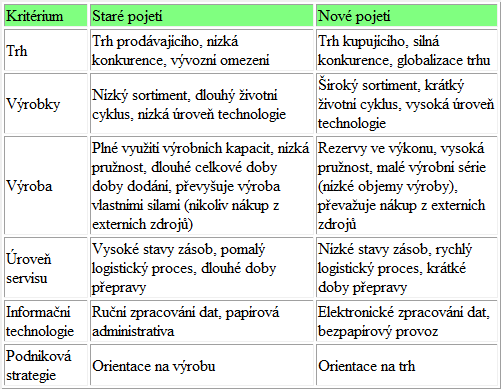 Kritérium Staré pojetí Nové pojetí
Trh
Trh prodávajícího, nízká
konkurence, vývozní omezení
Trh kupujícího, silná
konkurence, globalizace trhu
Výrobky
Nízký sortiment, dlouhý životní
cyklus, nízká úroveň technologie
Široký sortiment, krátký
životní cyklus, vysoká úroveň
technologie
Výroba
Plné využití výrobních kapacit, nízká
pružnost, dlouhé celkové doby
doby dodání, převyšuje výroba
vlastními silami (nikoliv nákup z
externích zdrojů)
Rezervy ve výkonu, vysoká
pružnost, malé výrobní série
(nízké objemy výroby),
převažuje nákup z externích
zdrojů
Úroveň
servisu
Vysoké stavy zásob, pomalý
logistický proces, dlouhé doby
přepravy
Nízké stavy zásob, rychlý
logistický proces, krátké
doby přepravy
Informační
technologie
Ruční zpracování dat, papírová
administrativa
Elektronické zpracování dat,
bezpapírový provoz
Podniková
strategie
Orientace na výrobu
Orientace na trh